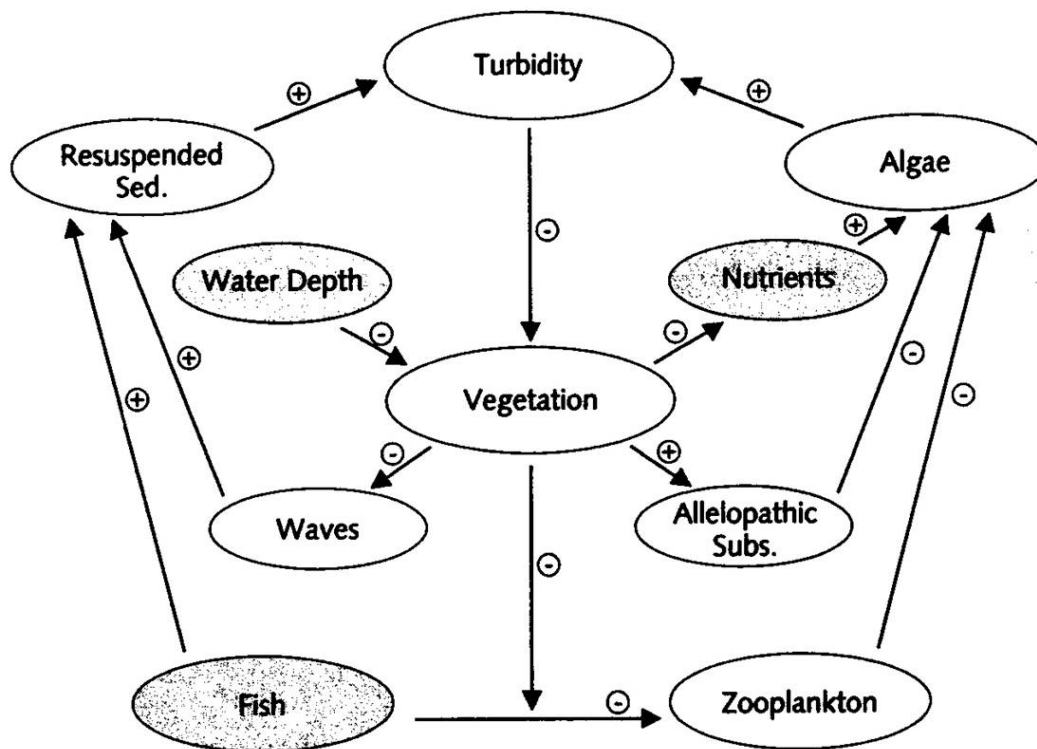 Turbidity
⊕
⊕
Resuspended
Sed.
Algae
⊖
⊕
Water Depth
Nutrients
⊖
⊖
⊕
⊖
⊕
Vegetation
⊖
⊖
⊕
Waves
Allelopathic
Subs.
⊖
Fish
⊖
Zooplankton